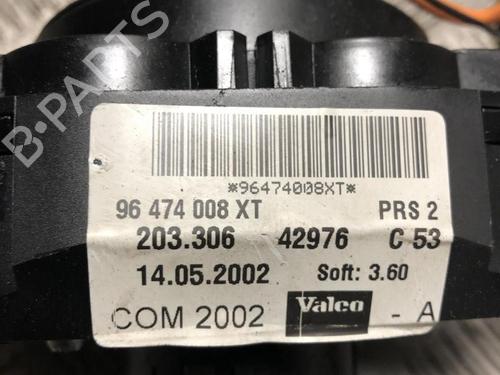 B-PARTS
*96474008XT*
96 474 008 XT PRS 2
203.306 42976 C 53
14.05.2002 Soft: 3.60
COM 2002 Valeo - A